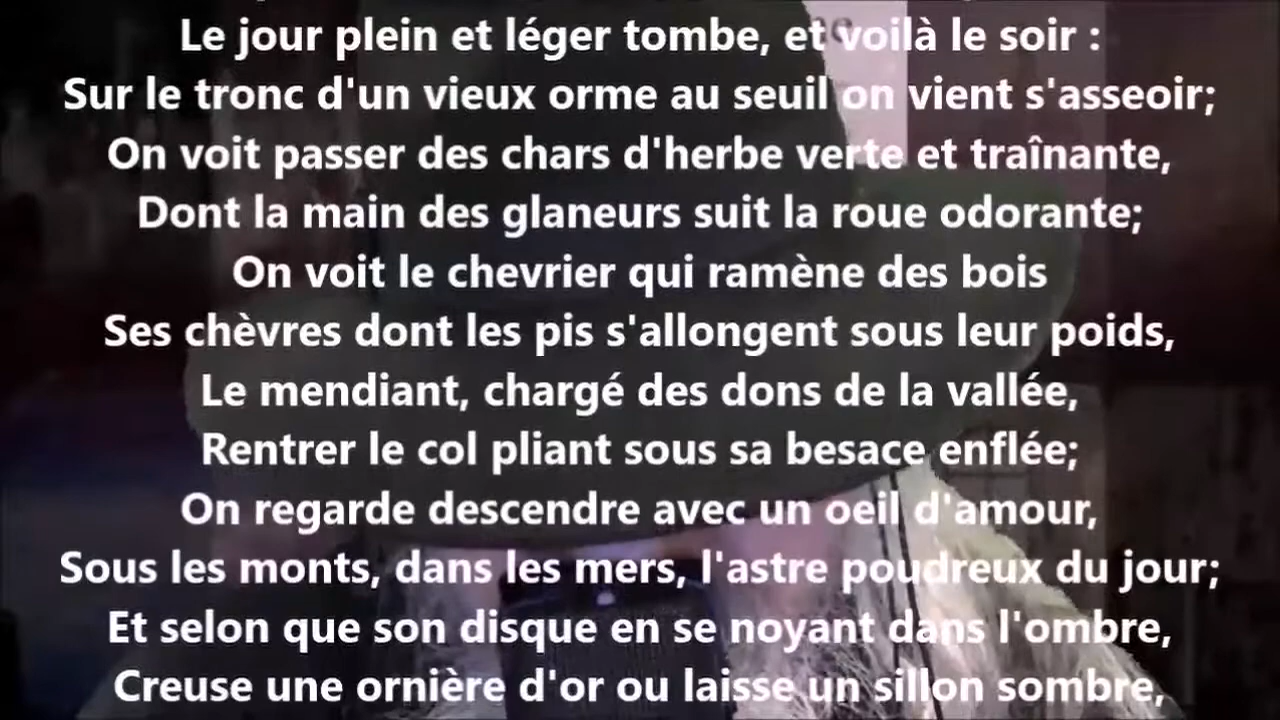 Le jour plein et léger tombe, et voilà le soir :
Sur le tronc d'un vieux orme au seuil on vient s'asseoir;
On voit passer des chars d'herbe verte et traînante,
Dont la main des glaneurs suit la roue odorante;
On voit le chevrier qui ramène des bois
Ses chèvres dont les pis s'allongent sous leur poids,
Le mendiant, chargé des dons de la vallée,
Rentrer le col pliant sous sa besace enflée;
On regarde descendre avec un oeil d'amour,
Sous les monts, dans les mers, l'astre poudreux du jour;
Et selon que son disque en se noyant dans l'ombre,
Creuse une ornière d'or ou laisse un sillon sombre,